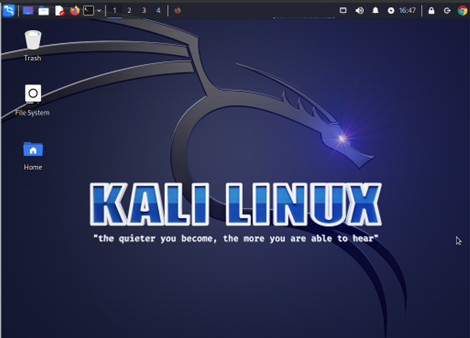 1 2 3 4
16:47
Trash
File System
Home
KALI LINUX
"the quieter you become, the more you are able to hear"